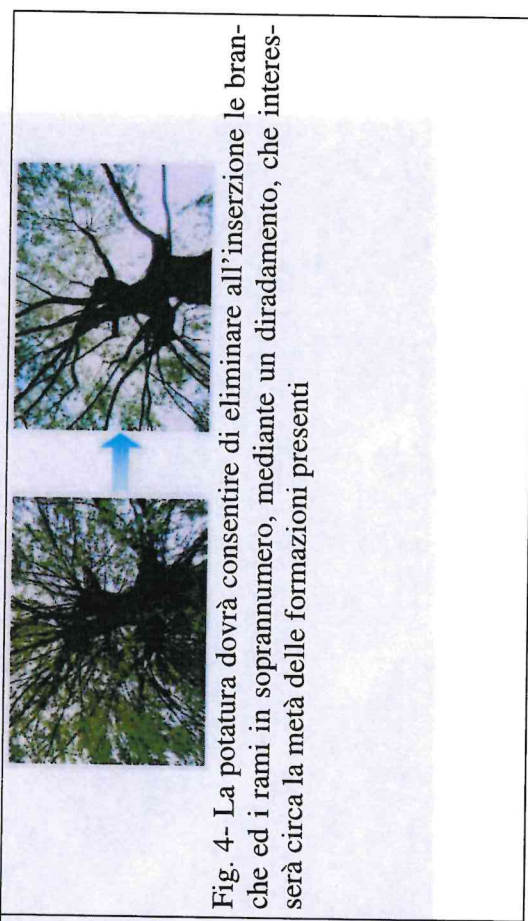 Fig. 4- La potatura dovrà consentire di eliminare all'inserzione le bran-
che ed i rami in soprannumero, mediante un diradamento, che interes-
serà circa la metà delle formazioni presenti